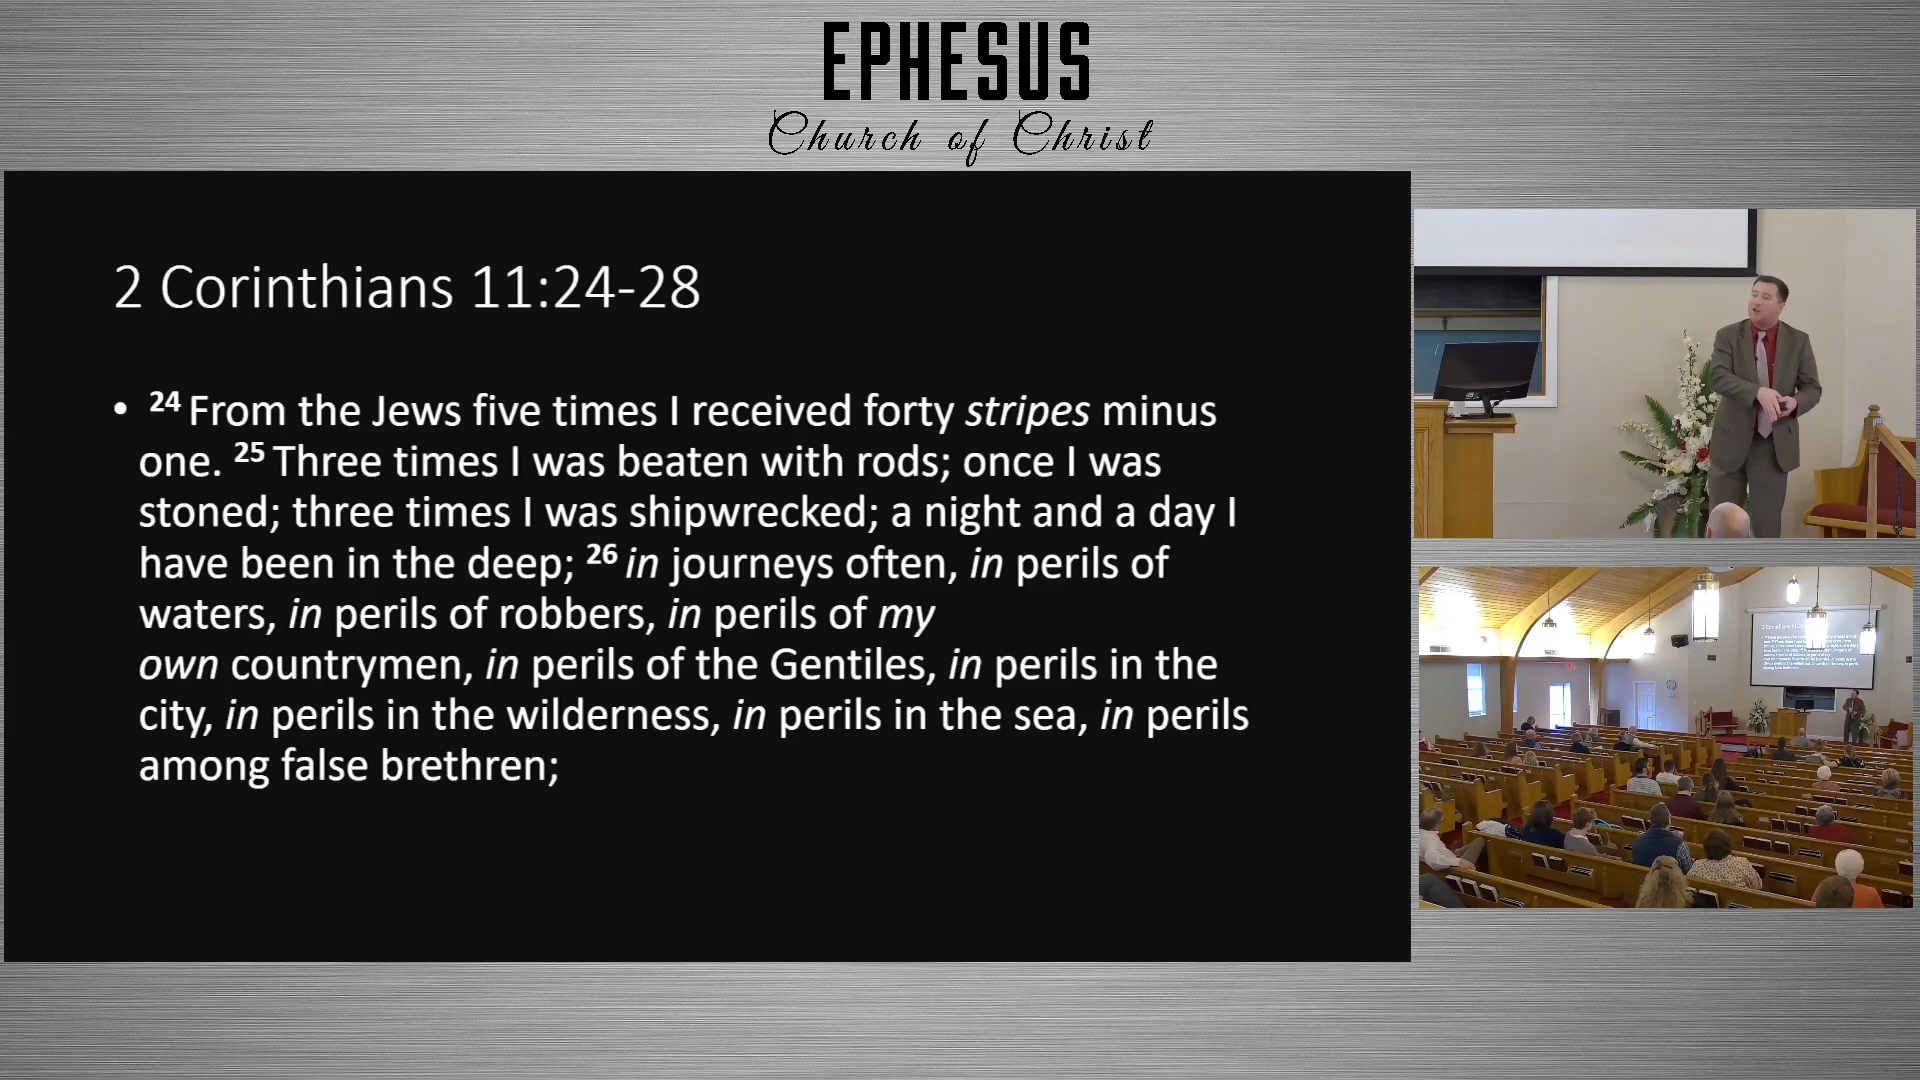 EPHESUS
Church of Christ
2 Corinthians 11:24-28
• 24 From the Jews five times I received forty stripes minus
one. 25 Three times I was beaten with rods; once I was
stoned; three times I was shipwrecked; a night and a day I
have been in the deep; 26 in journeys often, in perils of
waters, in perils of robbers, in perils of my
own countrymen, in perils of the Gentiles, in perils in the
city, in perils in the wilderness, in perils in the sea, in perils
among false brethren;